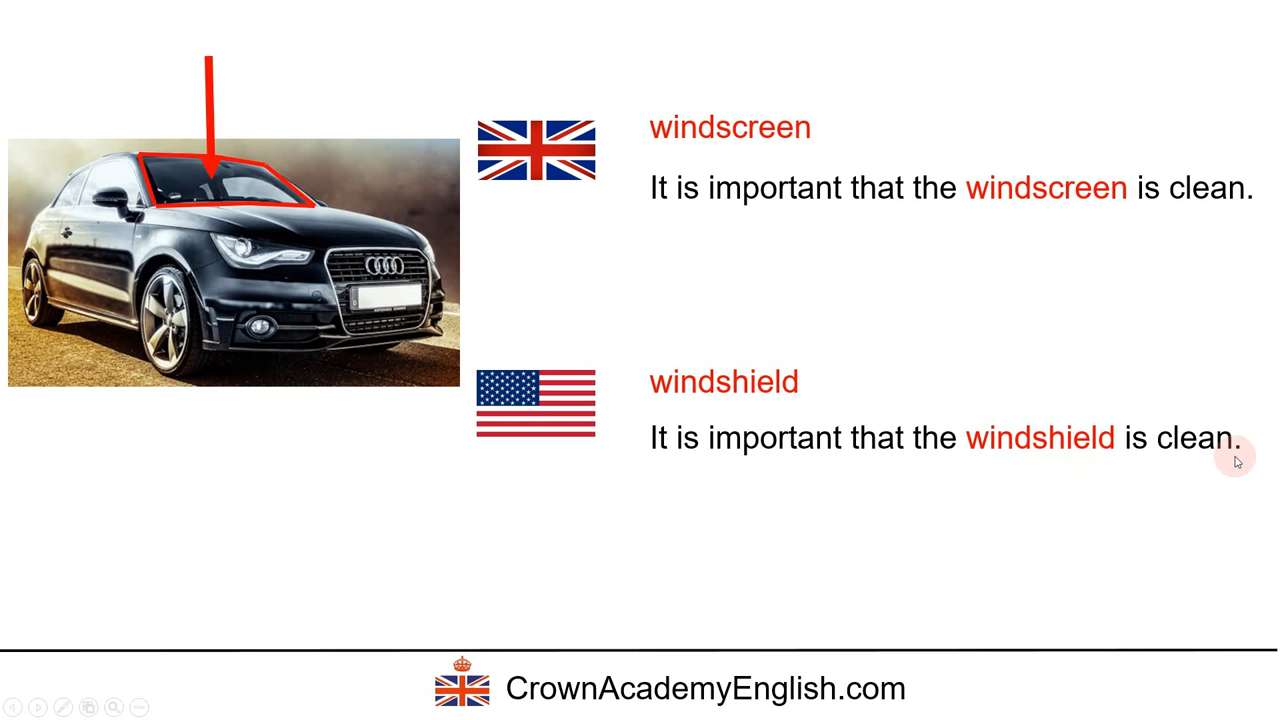 windscreen
It is important that the windscreen is clean.
windshield
It is important that the windshield is clean.
CrownAcademyEnglish.com